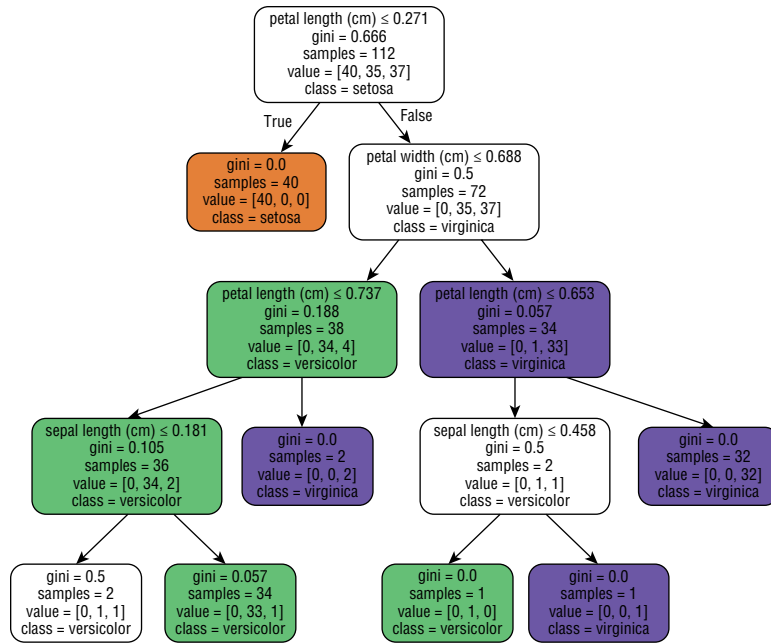 petal length (cm) ≤ 0.271
gini = 0.666
samples = 112
value = [40, 35, 37]
class = setosa
True
False
gini = 0.0
samples = 40
value = [40, 0, 0]
class = setosa
petal width (cm) ≤ 0.688
gini = 0.5
samples = 72
value = [0, 35, 37]
class = virginica
petal length (cm) ≤ 0.737
gini = 0.188
samples = 38
value = [0, 34, 4]
class = versicolor
petal length (cm) ≤ 0.653
gini = 0.057
samples = 34
value = [0, 1, 33]
class = virginica
sepal length (cm) ≤ 0.181
gini = 0.105
samples = 36
value = [0, 34, 2]
class = versicolor
gini = 0.0
samples = 2
value = [0, 0, 2]
class = virginica
sepal length (cm) ≤ 0.458
gini = 0.5
samples = 2
value = [0, 1, 1]
class = versicolor
gini = 0.0
samples = 32
value = [0, 0, 32]
class = virginica
gini = 0.5
samples = 2
value = [0, 1, 1]
class = versicolor
gini = 0.057
samples = 34
value = [0, 33, 1]
class = versicolor
gini = 0.0
samples = 1
value = [0, 1, 0]
class = versicolor
gini = 0.0
samples = 1
value = [0, 0, 1]
class = virginica